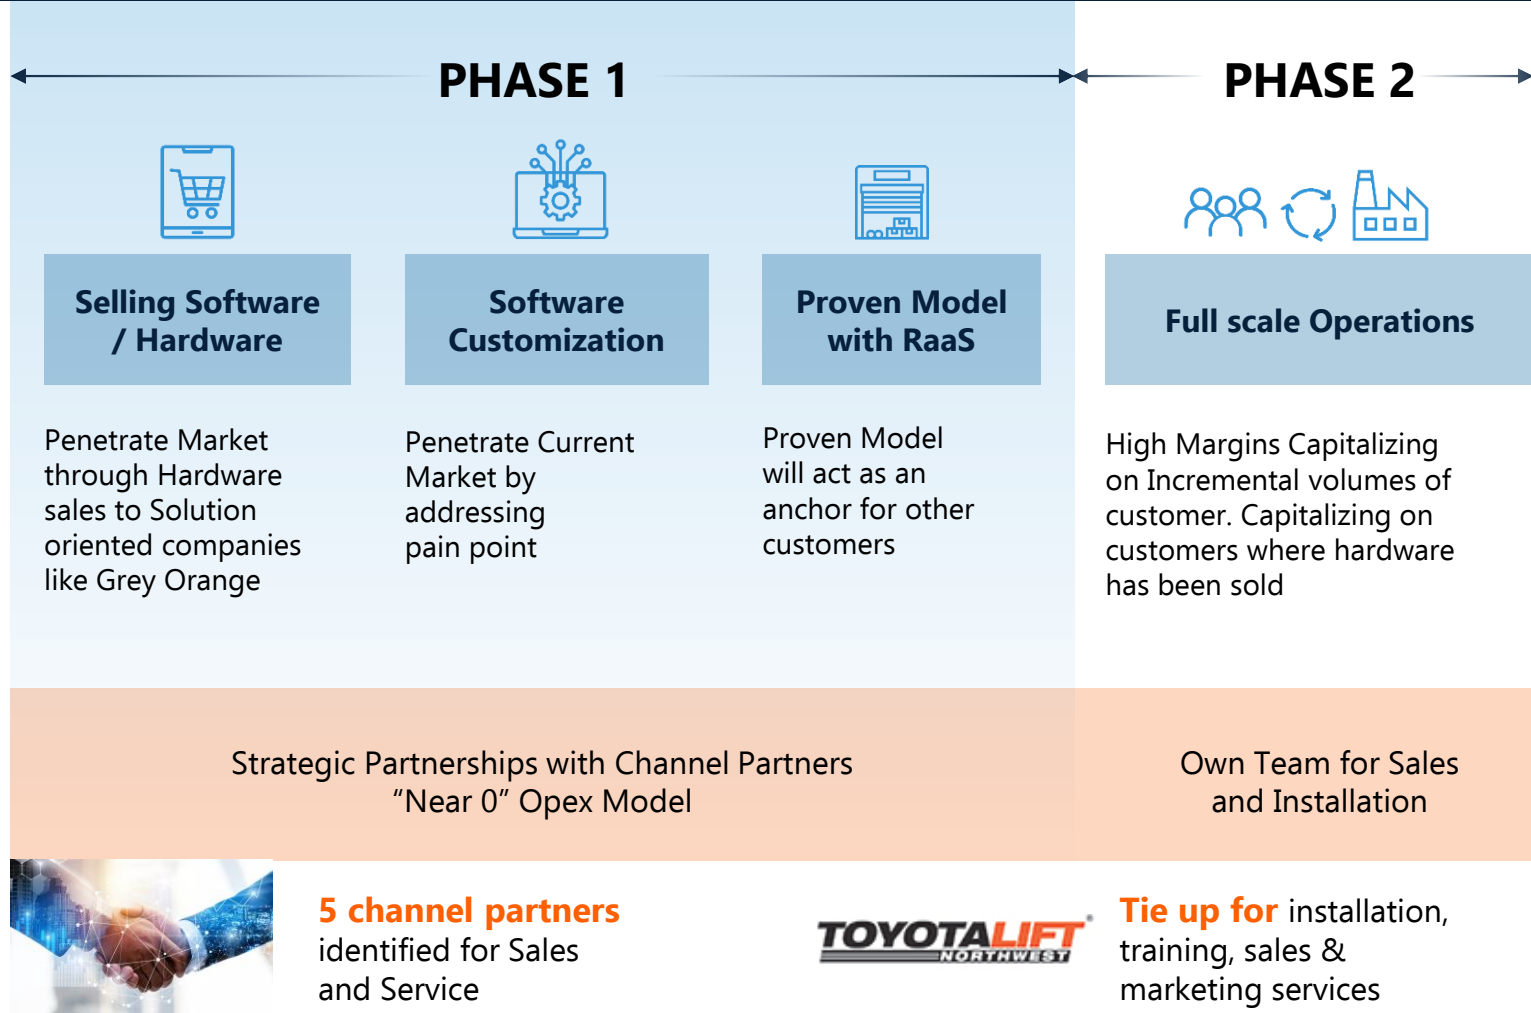 PHASE 1
PHASE 2
Selling Software
/ Hardware
Software
Customization
Proven Model
with RaaS
Full scale Operations
Penetrate Market
through Hardware
sales to Solution
oriented companies
like Grey Orange
Penetrate Current
Market by
addressing
pain point
Proven Model
will act as an
anchor for other
customers
High Margins Capitalizing
on Incremental volumes of
customer. Capitalizing on
customers where hardware
has been sold
Strategic Partnerships with Channel Partners
“Near 0” Opex Model
Own Team for Sales
and Installation
5 channel partners
identified for Sales
and Service
TOYOTALIFT®
NORTHWEST
Tie up for installation,
training, sales &
marketing services